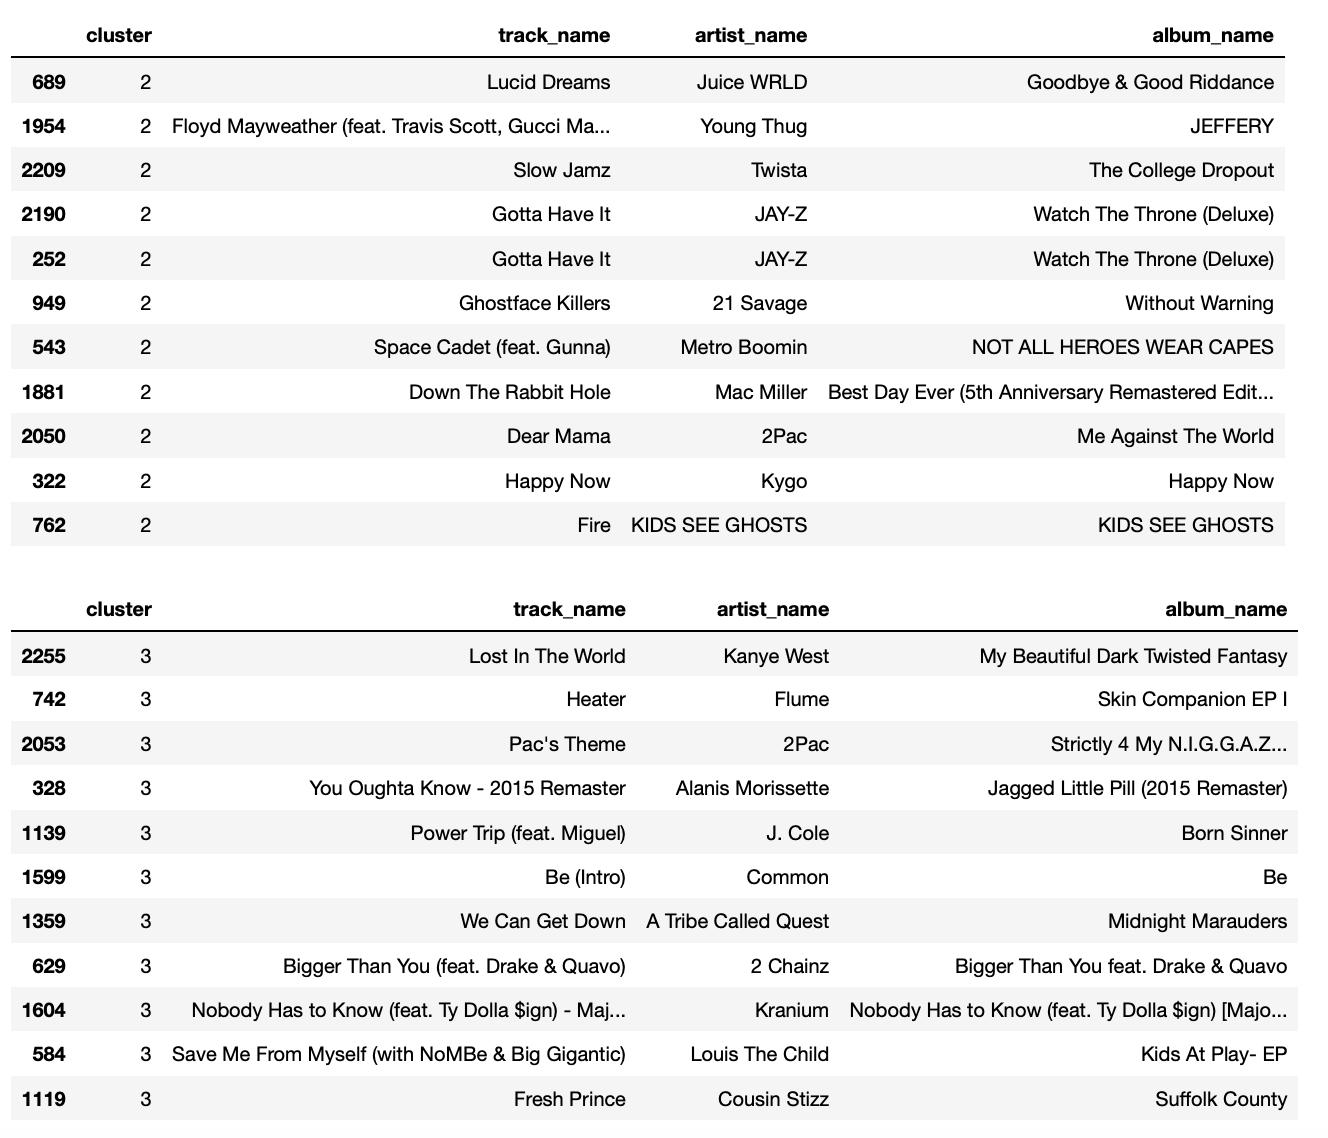 cluster track_name artist_name album_name
689 2 Lucid Dreams Juice WRLD Goodbye & Good Riddance
1954 2 Floyd Mayweather (feat. Travis Scott, Gucci Ma... Young Thug JEFFERY
2209 2 Slow Jamz Twista The College Dropout
2190 2 Gotta Have It JAY-Z Watch The Throne (Deluxe)
252 2 Gotta Have It JAY-Z Watch The Throne (Deluxe)
949 2 Ghostface Killers 21 Savage Without Warning
543 2 Space Cadet (feat. Gunna) Metro Boomin NOT ALL HEROES WEAR CAPES
1881 2 Down The Rabbit Hole Mac Miller Best Day Ever (5th Anniversary Remastered Edit...
2050 2 Dear Mama 2Pac Me Against The World
322 2 Happy Now Kygo Happy Now
762 2 Fire KIDS SEE GHOSTS KIDS SEE GHOSTS
cluster track_name artist_name album_name
2255 3 Lost In The World Kanye West My Beautiful Dark Twisted Fantasy
742 3 Heater Flume Skin Companion EP I
2053 3 Pac's Theme 2Pac Strictly 4 My N.I.G.G.A.Z...
328 3 You Oughta Know - 2015 Remaster Alanis Morissette Jagged Little Pill (2015 Remaster)
1139 3 Power Trip (feat. Miguel) J. Cole Born Sinner
1599 3 Be (Intro) Common Be
1359 3 We Can Get Down A Tribe Called Quest Midnight Marauders
629 3 Bigger Than You (feat. Drake & Quavo) 2 Chainz Bigger Than You feat. Drake & Quavo
1604 3 Nobody Has to Know (feat. Ty Dolla $ign) - Maj... Kranium Nobody Has to Know (feat. Ty Dolla $ign) [Majo...
584 3 Save Me From Myself (with NoMBe & Big Gigantic) Louis The Child Kids At Play- EP
1119 3 Fresh Prince Cousin Stizz Suffolk County